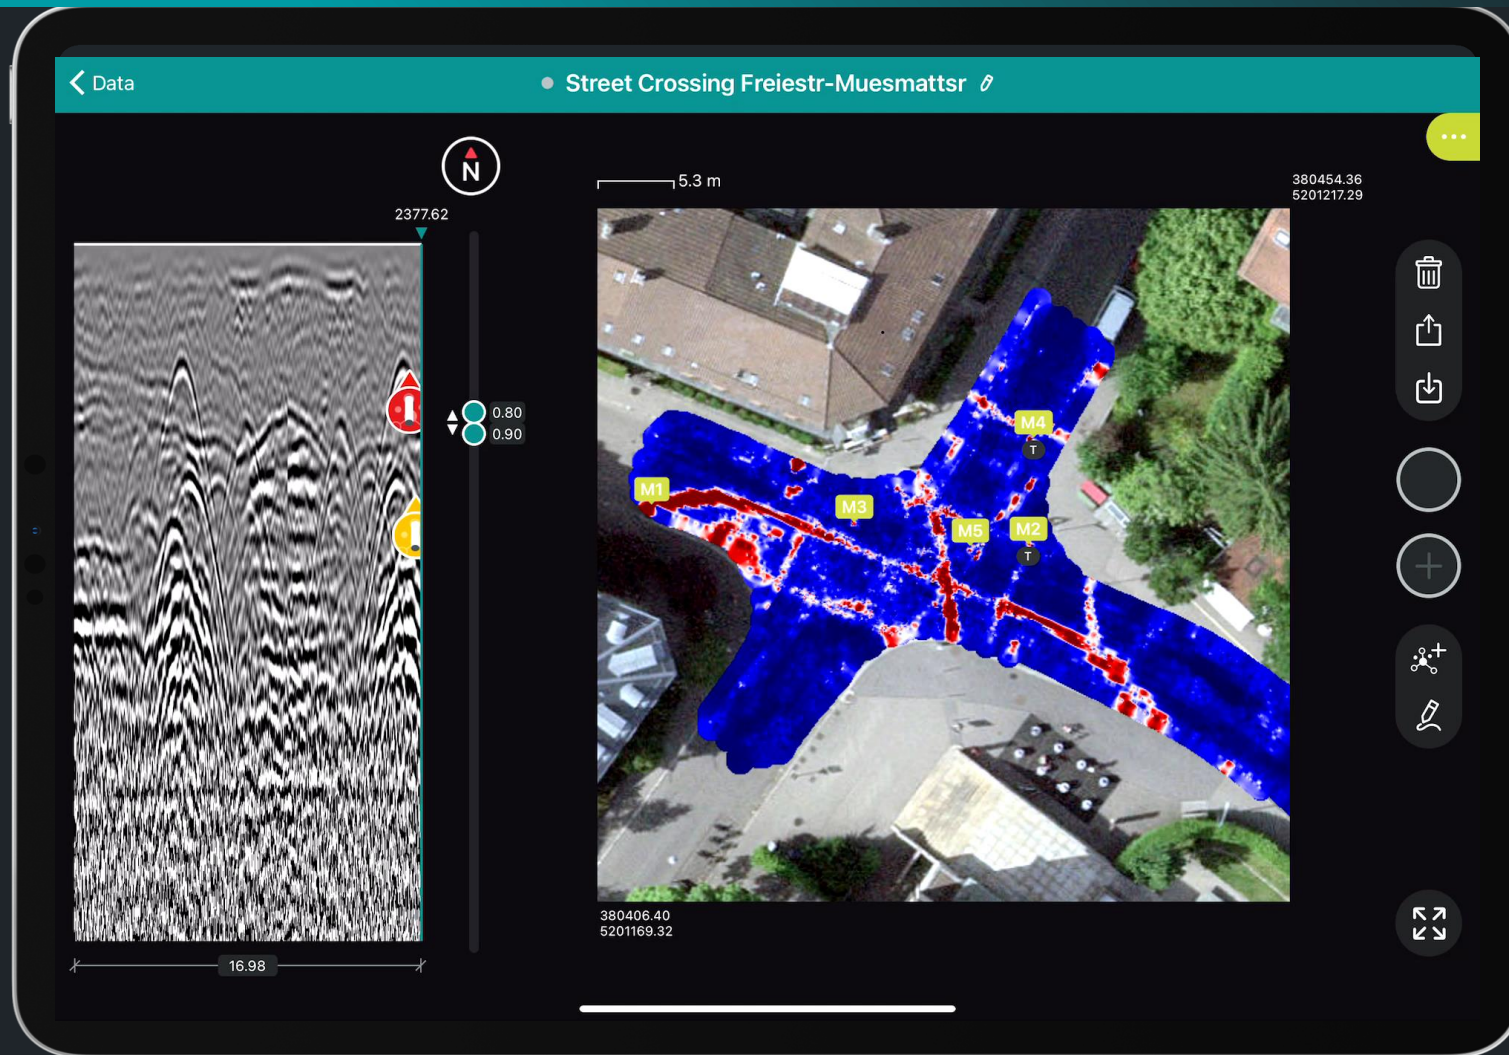 Data
Street Crossing Freiestr-Muesmattsr
N
2377.62
5.3 m
380454.36
5201217.29
0.80
0.90
M4
T
M1
M3
M5
M2
T
380406.40
5201169.32
16.98